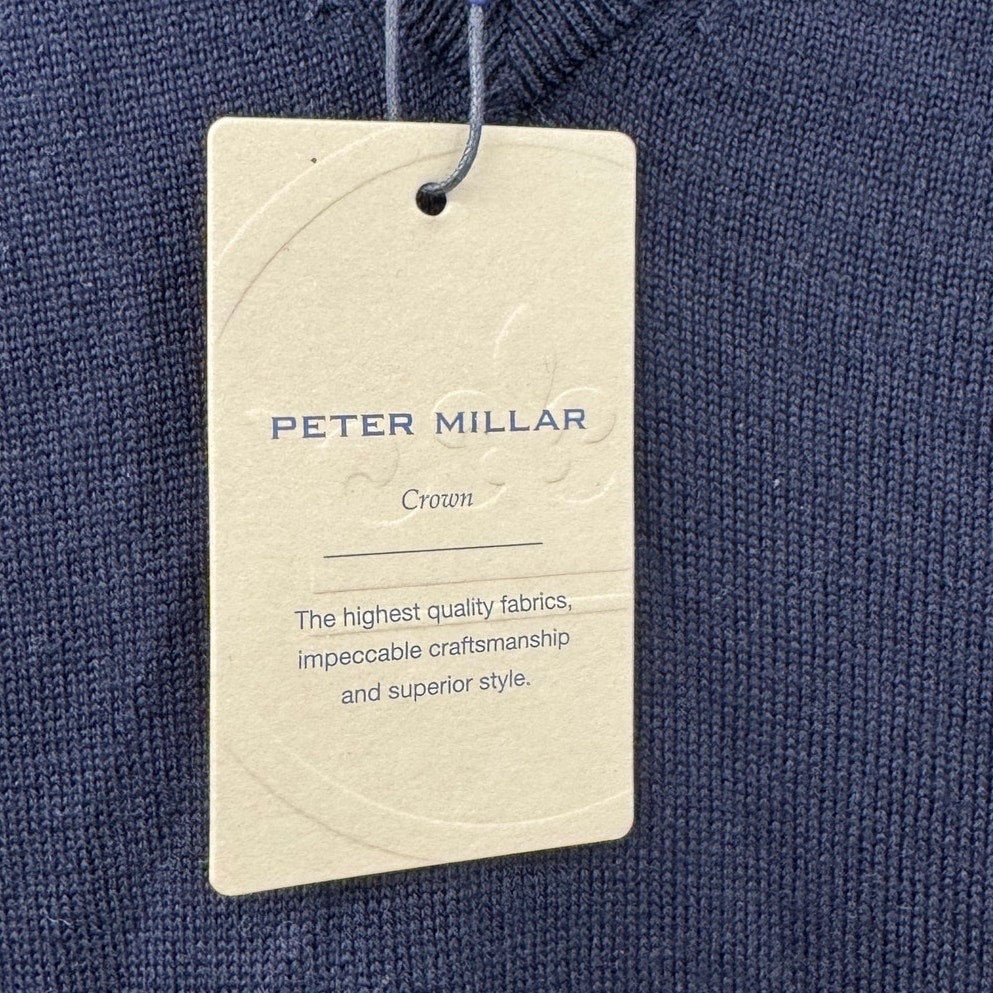 PETER MILLAR
Crown
The highest quality fabrics,
impeccable craftsmanship
and superior style.